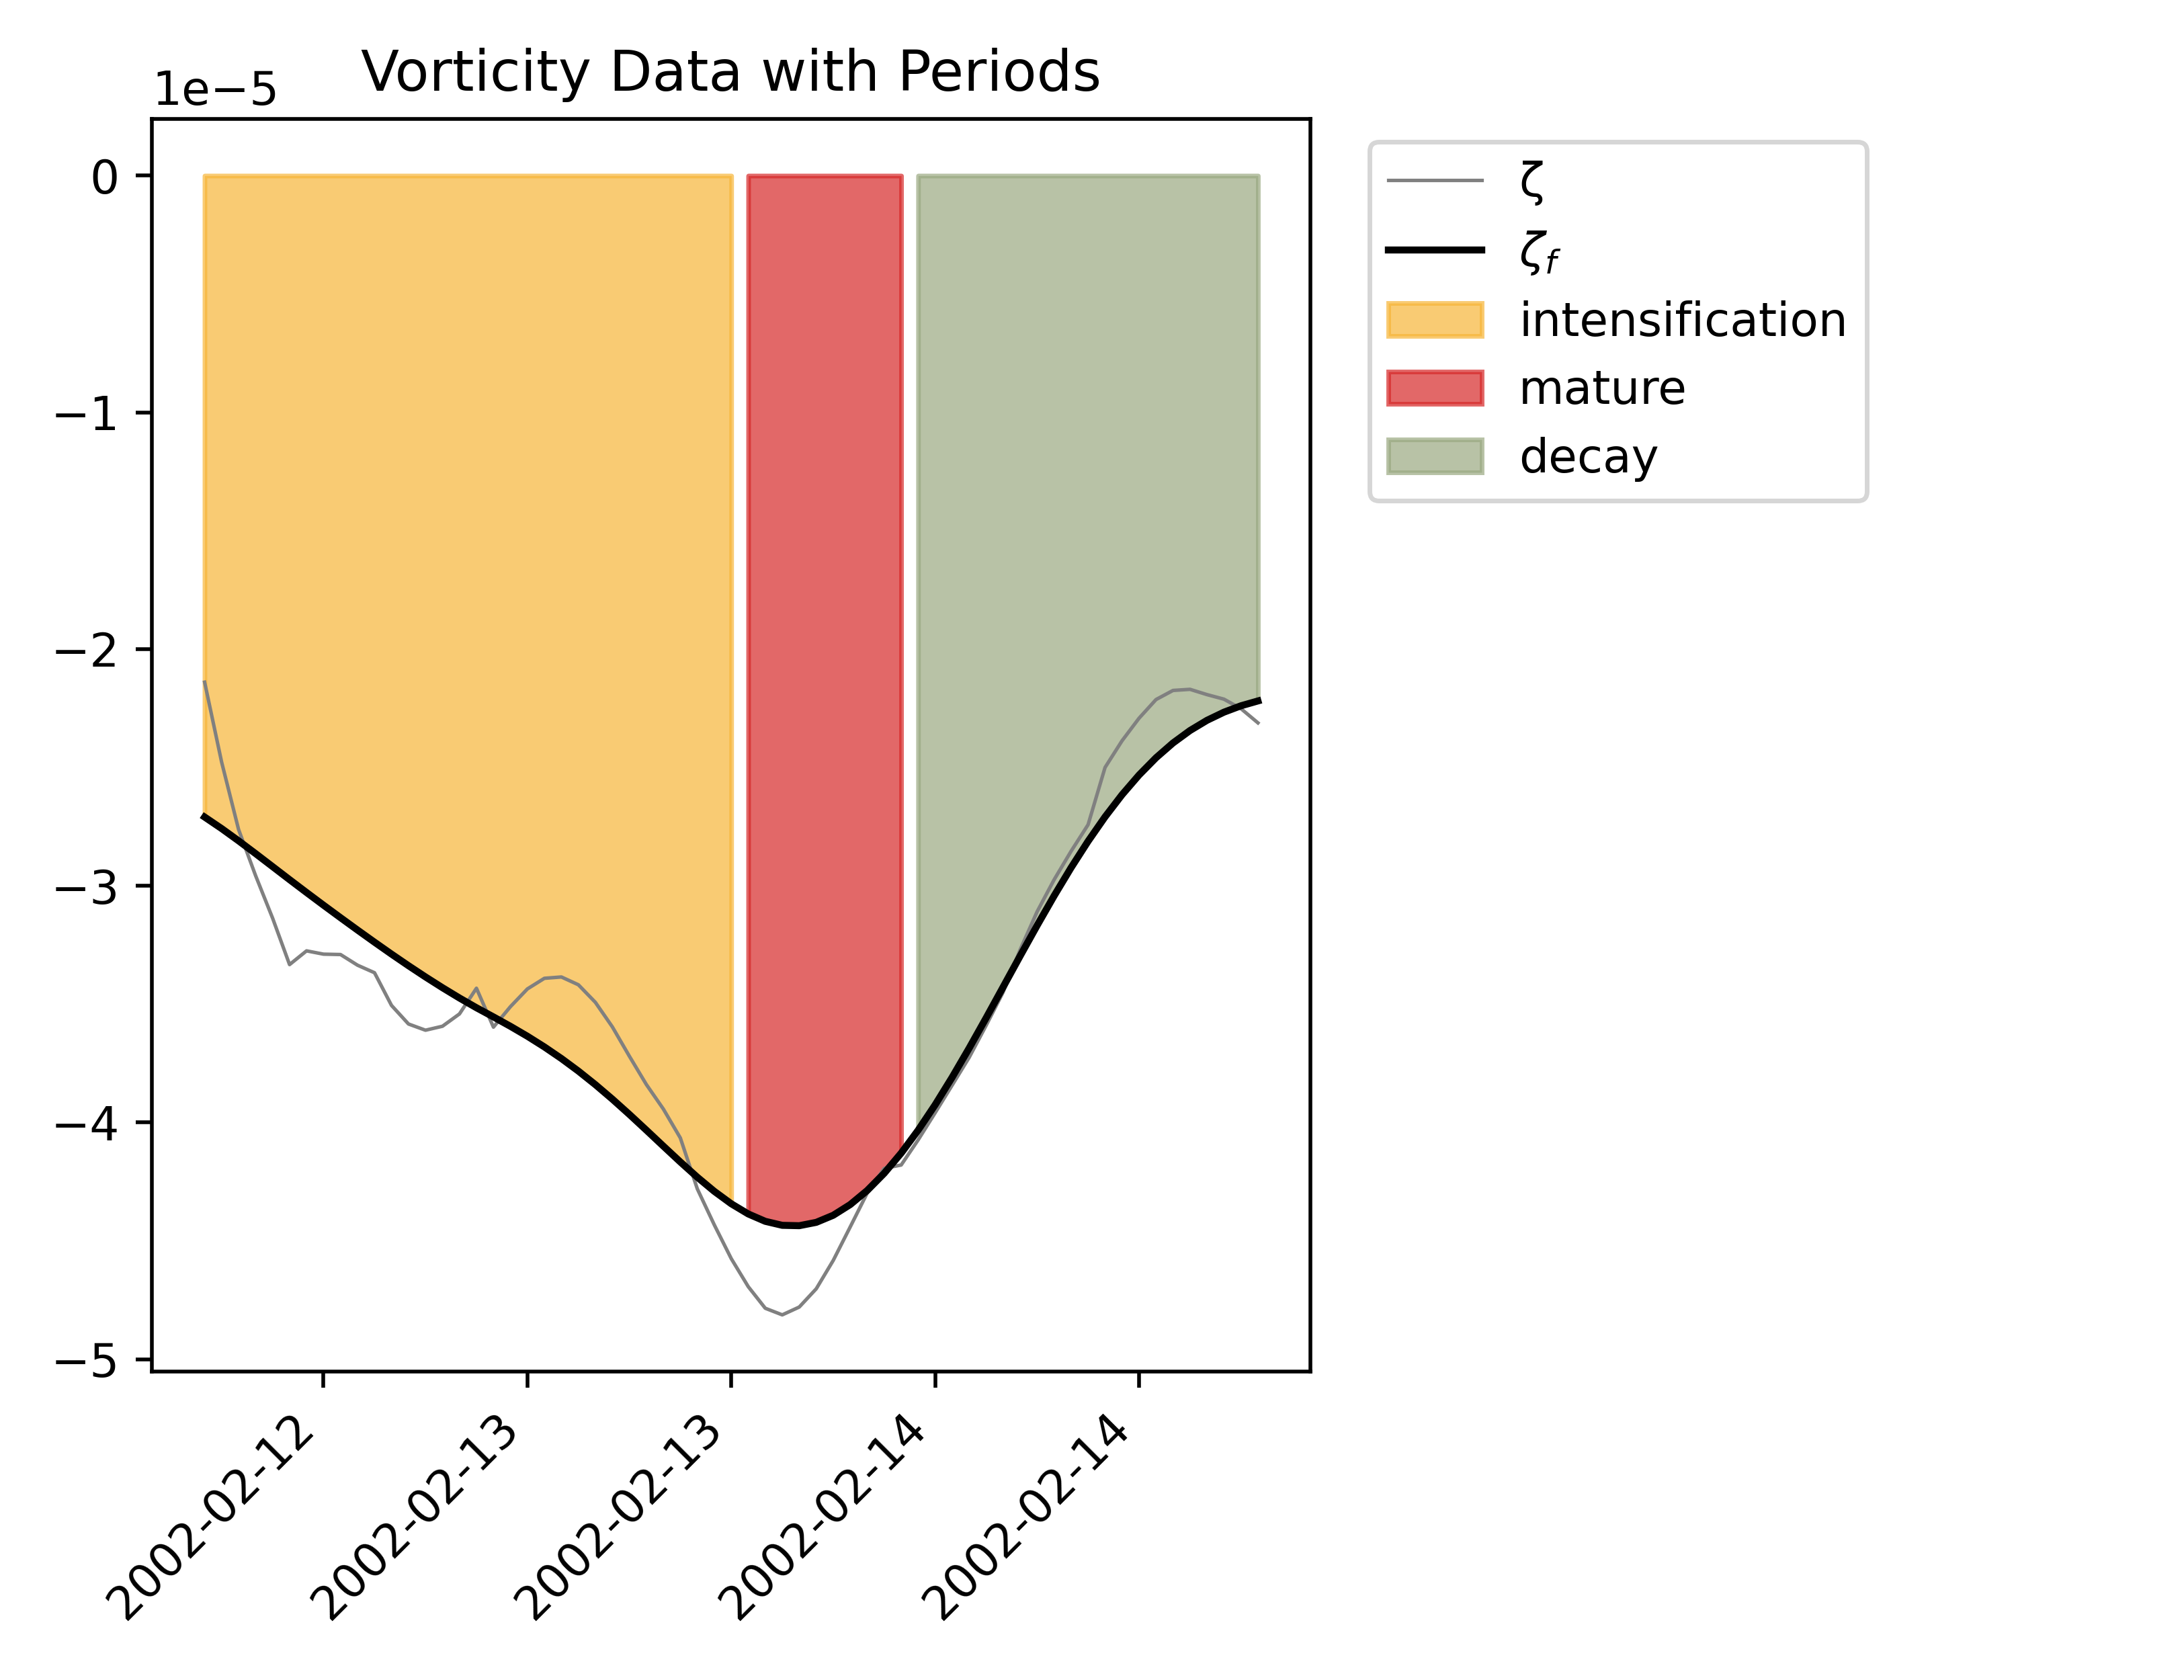 Vorticity Data with Periods
1e−5
0
−1
−2
−3
−4
−5
2002-02-12
2002-02-13
2002-02-13
2002-02-14
2002-02-14
ζ
ζf
intensification
mature
decay